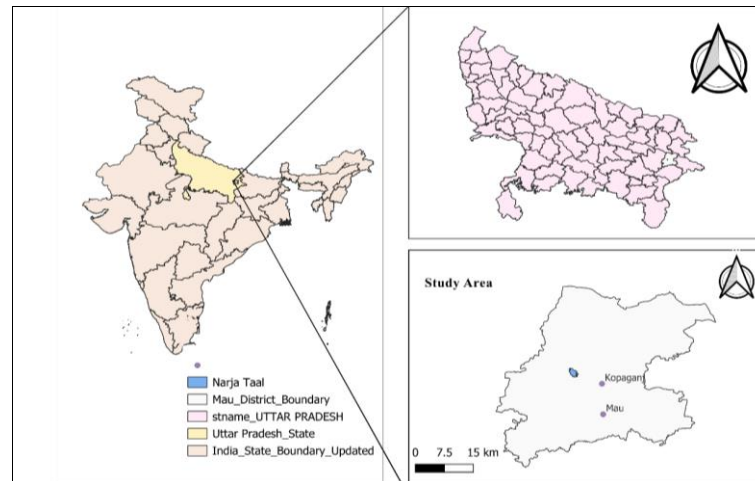 Narja Taal
Mau_District_Boundary
stname_UTTAR PRADESH
Uttar Pradesh_State
India_State_Boundary_Updated
Study Area
Kopaganj
Mau
0 7.5 15 km